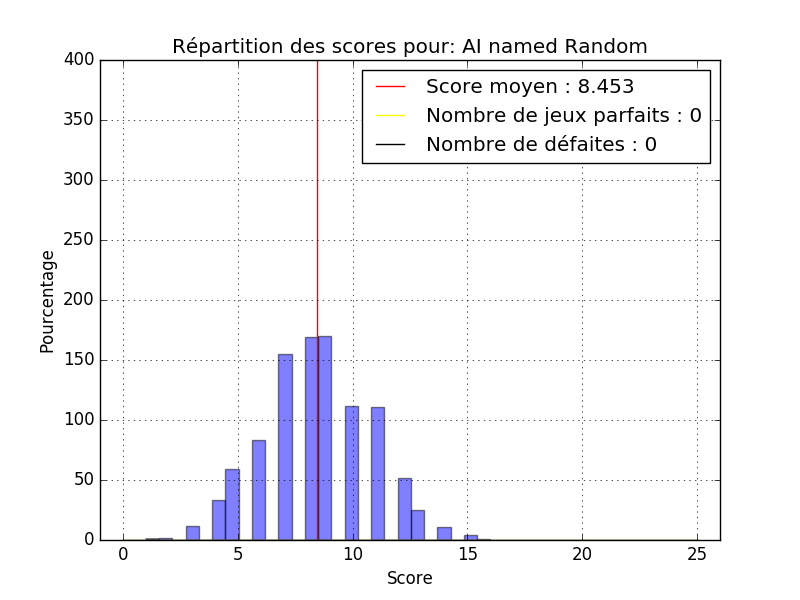 Répartition des scores pour: AI named Random
400
350
300
250
200
150
100
50
0
Pourcentage
Score moyen : 8.453
Nombre de jeux parfaits : 0
Nombre de défaites : 0
0 5 10 15 20 25
Score